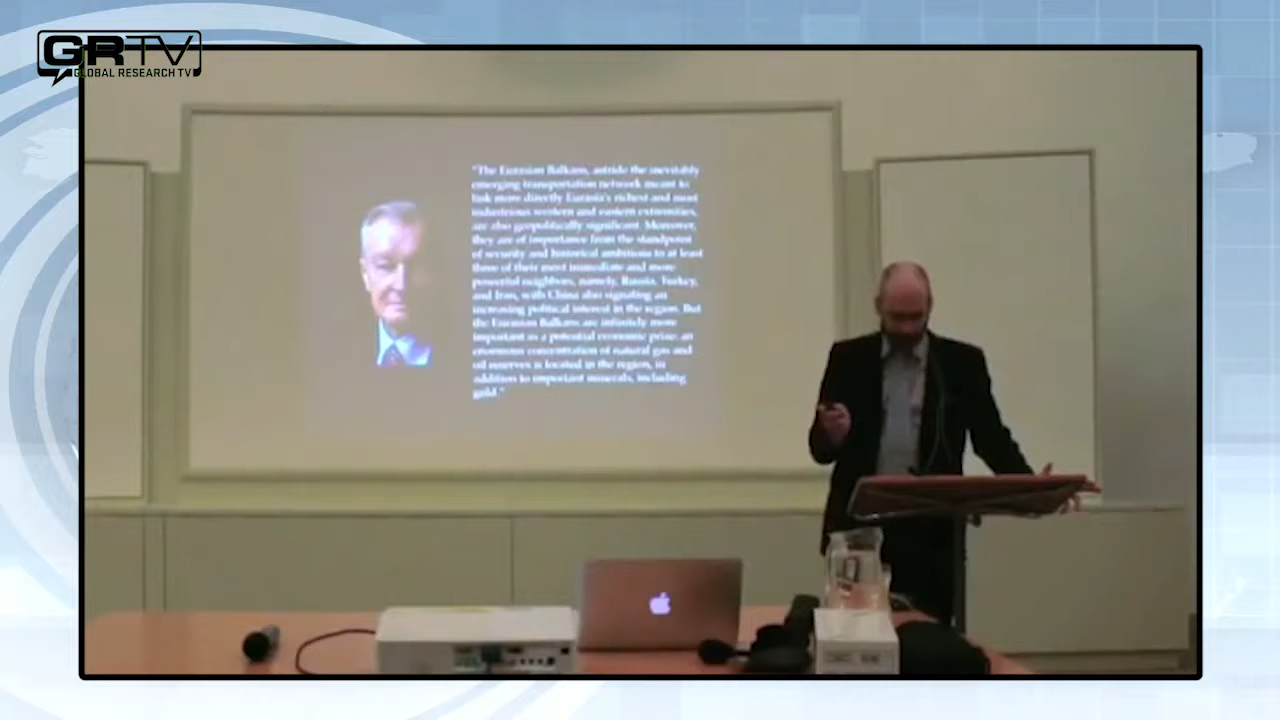 GRTV
GLOBAL RESEARCH TV
"The Eurasian Balkans, astride the inevitably
emerging transportation network meant to
link more directly Eurasia's richest and most
industrious western and eastern extremities,
are also geopolitically significant. Moreover,
they are of importance from the standpoint
of security and historical ambitions to at least
three of their most immediate and more
powerful neighbors, namely, Russia, Turkey,
and Iran, with China also signaling an
increasing political interest in the region. But
the Eurasian Balkans are infinitely more
important as a potential economic prize: an
enormous concentration of natural gas and
oil reserves is located in the region, in
addition to important minerals, including
gold."